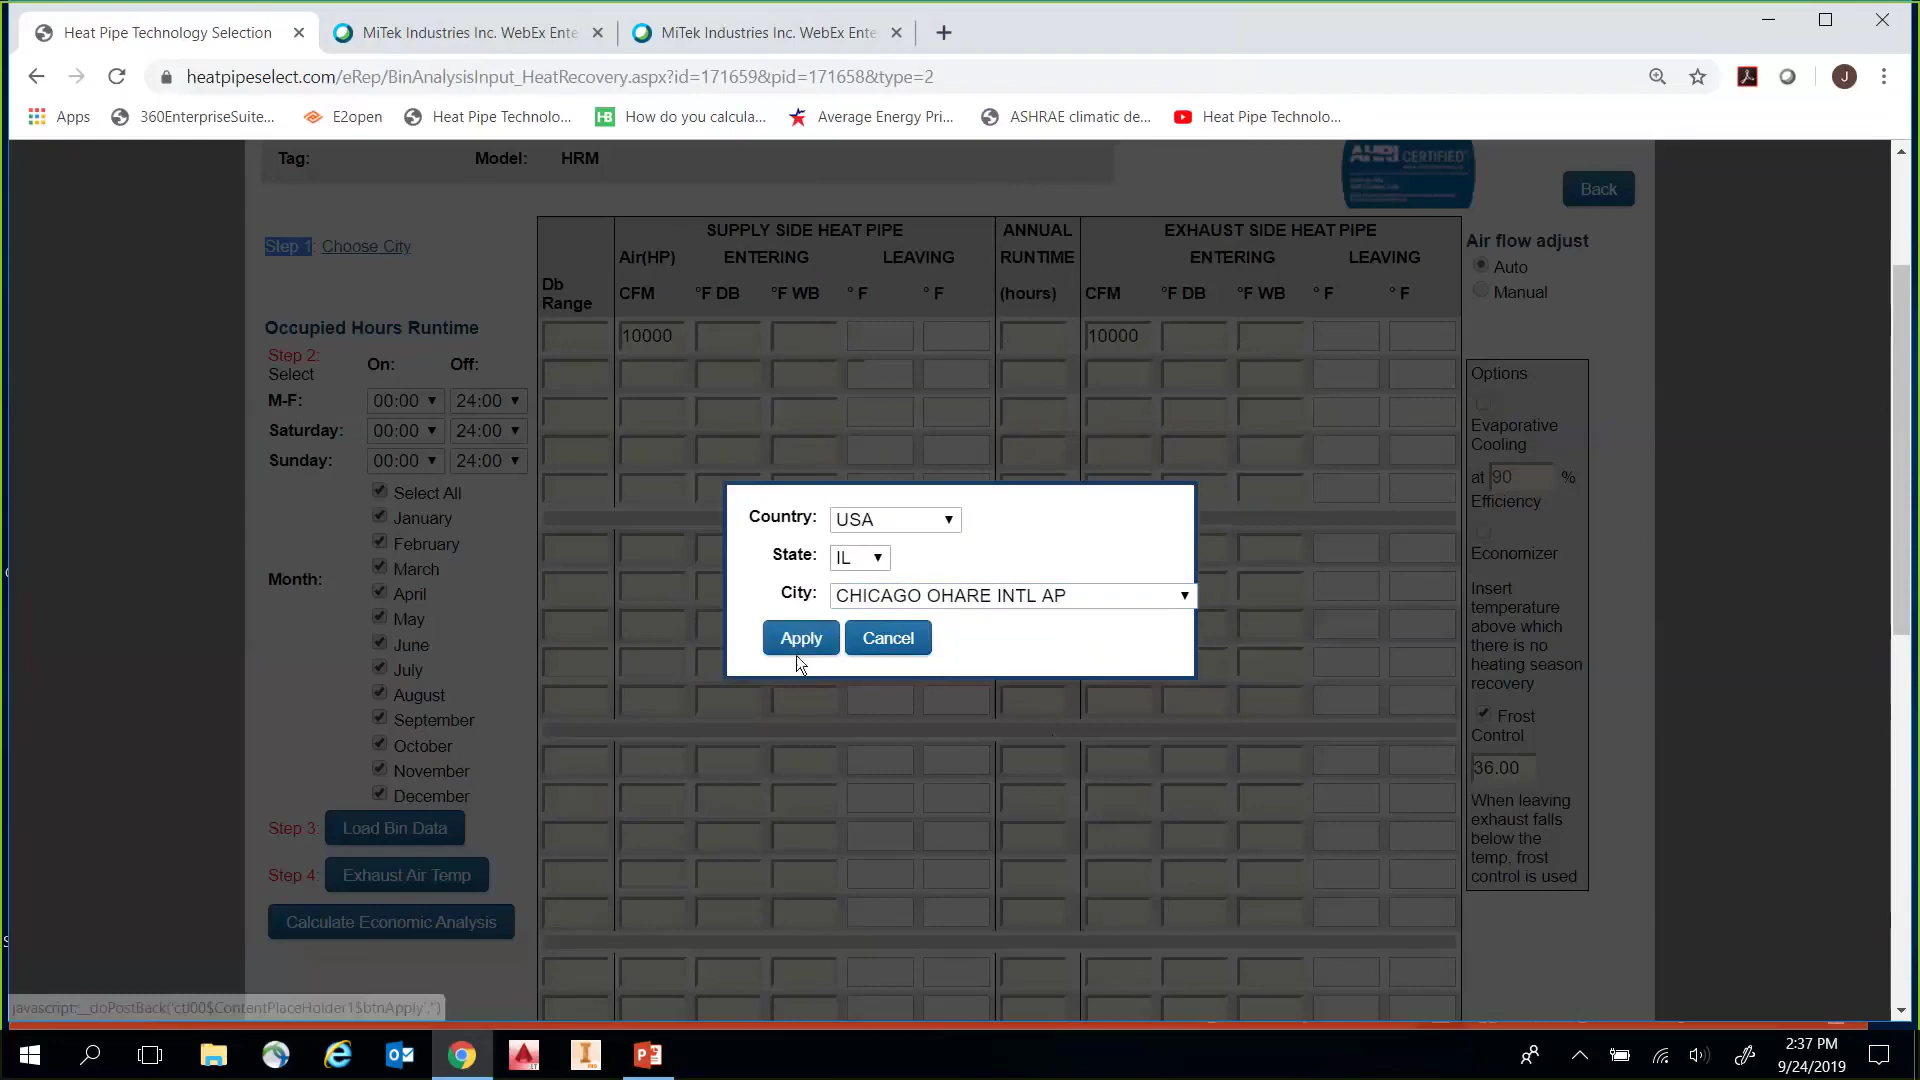 Heat Pipe Technology Selection
MiTek Industries Inc. WebEx Ente
MiTek Industries Inc. WebEx Ente
heatpipeselect.com/eRep/BinAnalysisInput_HeatRecovery.aspx?id=171659&pid=171658&type=2
J
Apps
360EnterpriseSuite...
E2open
Heat Pipe Technolo...
HB How do you calcula...
Average Energy Pri...
ASHRAE climatic de...
Heat Pipe Technolo...
Tag: Model: HRM
AHRI CERTIFIED
Back
Step 1: Choose City
Occupied Hours Runtime
Step 2:
Select On: Off:
M-F: 00:00 24:00
Saturday: 00:00 24:00
Sunday: 00:00 24:00
Select All
January
February
March
Month: April
May
June
July
August
September
October
November
December
Step 3: Load Bin Data
Step 4: Exhaust Air Temp
Calculate Economic Analysis
SUPPLY SIDE HEAT PIPE ANNUAL EXHAUST SIDE HEAT PIPE
Air(HP) ENTERING LEAVING RUNTIME ENTERING LEAVING
Db Range CFM °F DB °F WB ° F ° F (hours) CFM °F DB °F WB ° F ° F
10000 10000
Country: USA
State: IL
City: CHICAGO OHARE INTL AP
Apply Cancel
Air flow adjust
Auto
Manual
Options
Evaporative
Cooling
at 90 %
Efficiency
Economizer
Insert
temperature
above which
there is no
heating season
recovery
Frost
Control
36.00
When leaving
exhaust falls
below the
temp. frost
control is used
javascript:__doPostBack('ctl00$ContentPlaceHolder1$btnApply','')
2:37 PM
9/24/2019